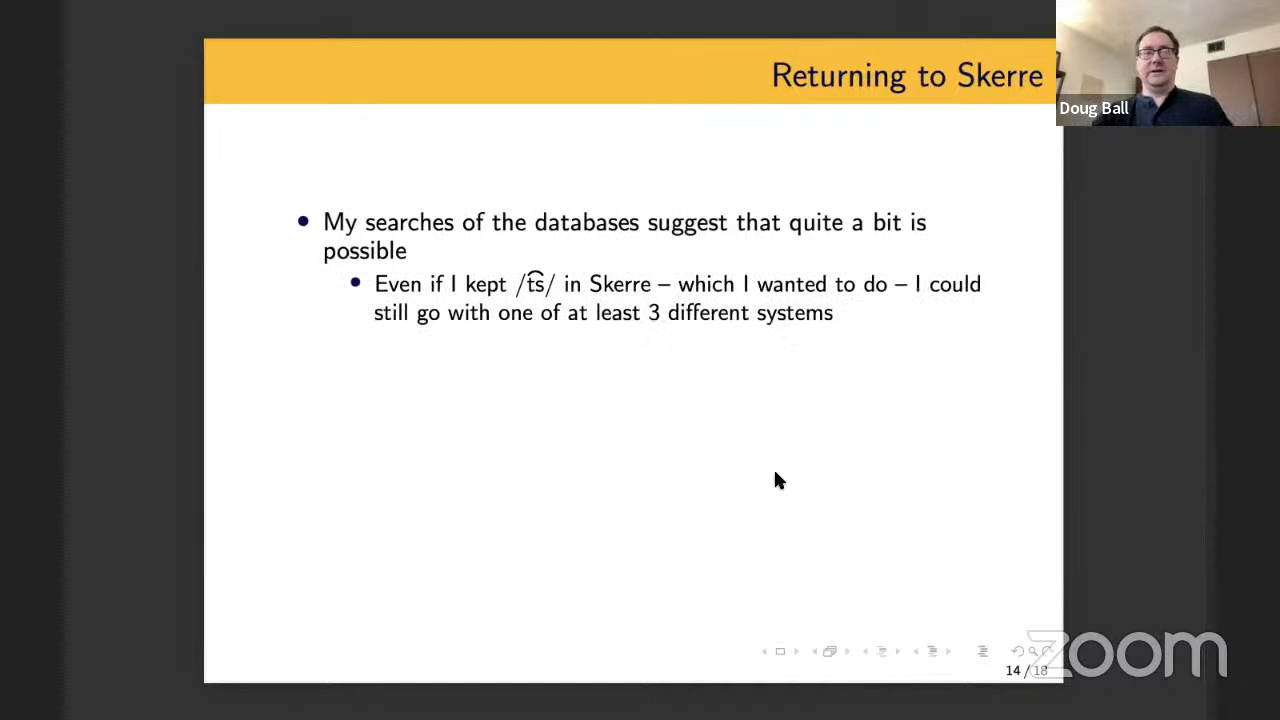 Returning to Skerre
Doug Ball
• My searches of the databases suggest that quite a bit is
possible
• Even if I kept /t͡s/ in Skerre – which I wanted to do – I could
still go with one of at least 3 different systems
14 / 18
zoom